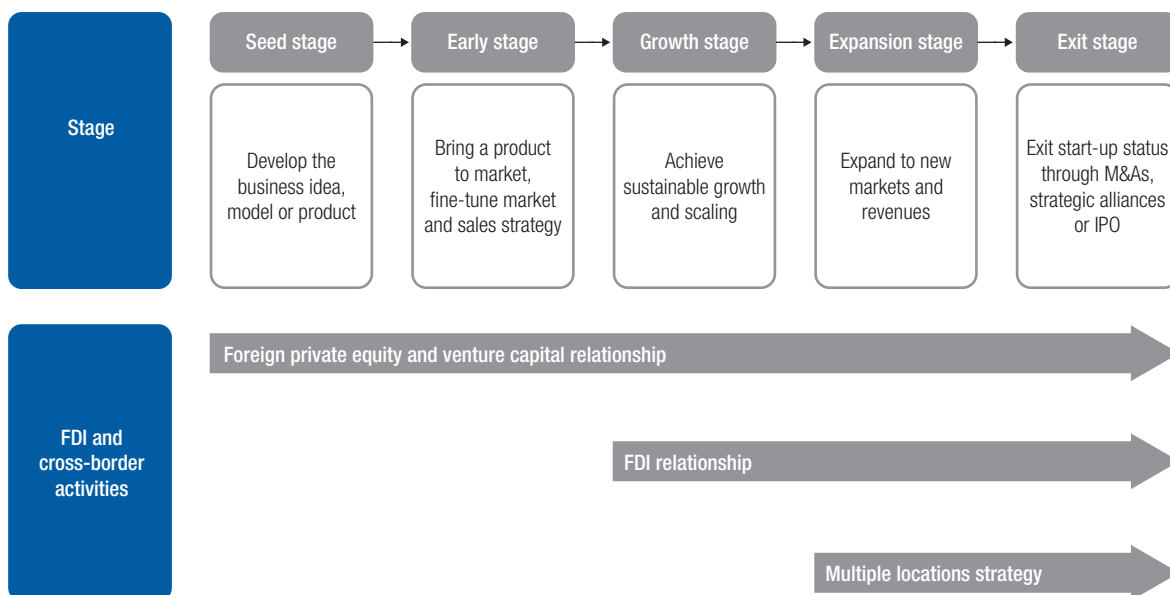 Stage
Seed stage
Early stage
Growth stage
Expansion stage
Exit stage
Develop the
business idea,
model or product
Bring a product
to market,
fine-tune market
and sales strategy
Achieve
sustainable growth
and scaling
Expand to new
markets and
revenues
Exit start-up status
through M&As,
strategic alliances
or IPO
FDI and
cross-border
activities
Foreign private equity and venture capital relationship
FDI relationship
Multiple locations strategy